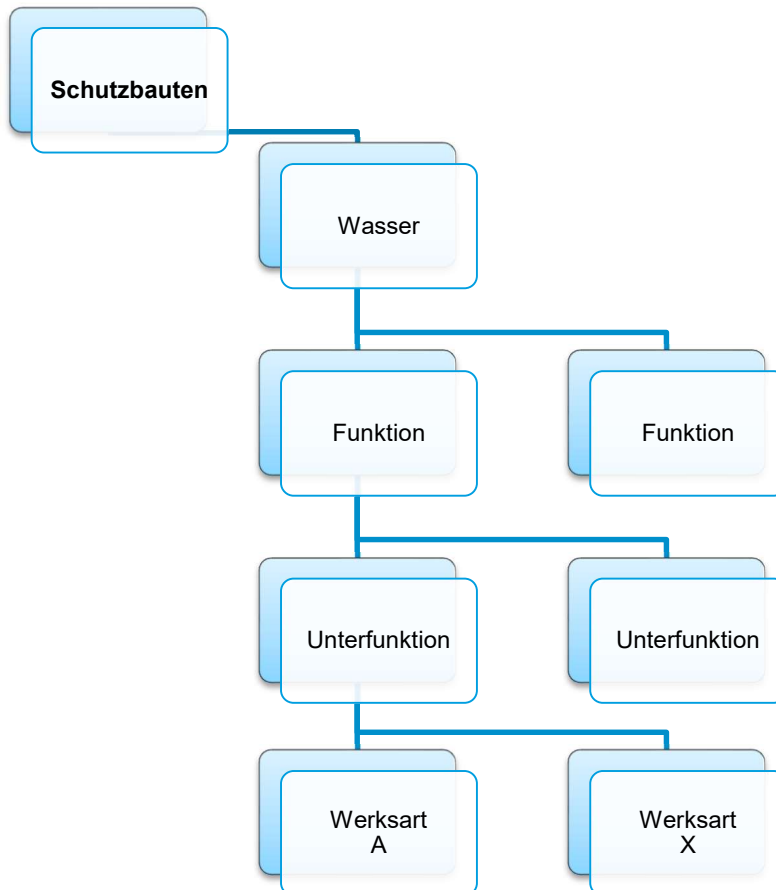 Schutzbauten
Wasser
Funktion
Funktion
Unterfunktion
Unterfunktion
Werksart
A
Werksart
X